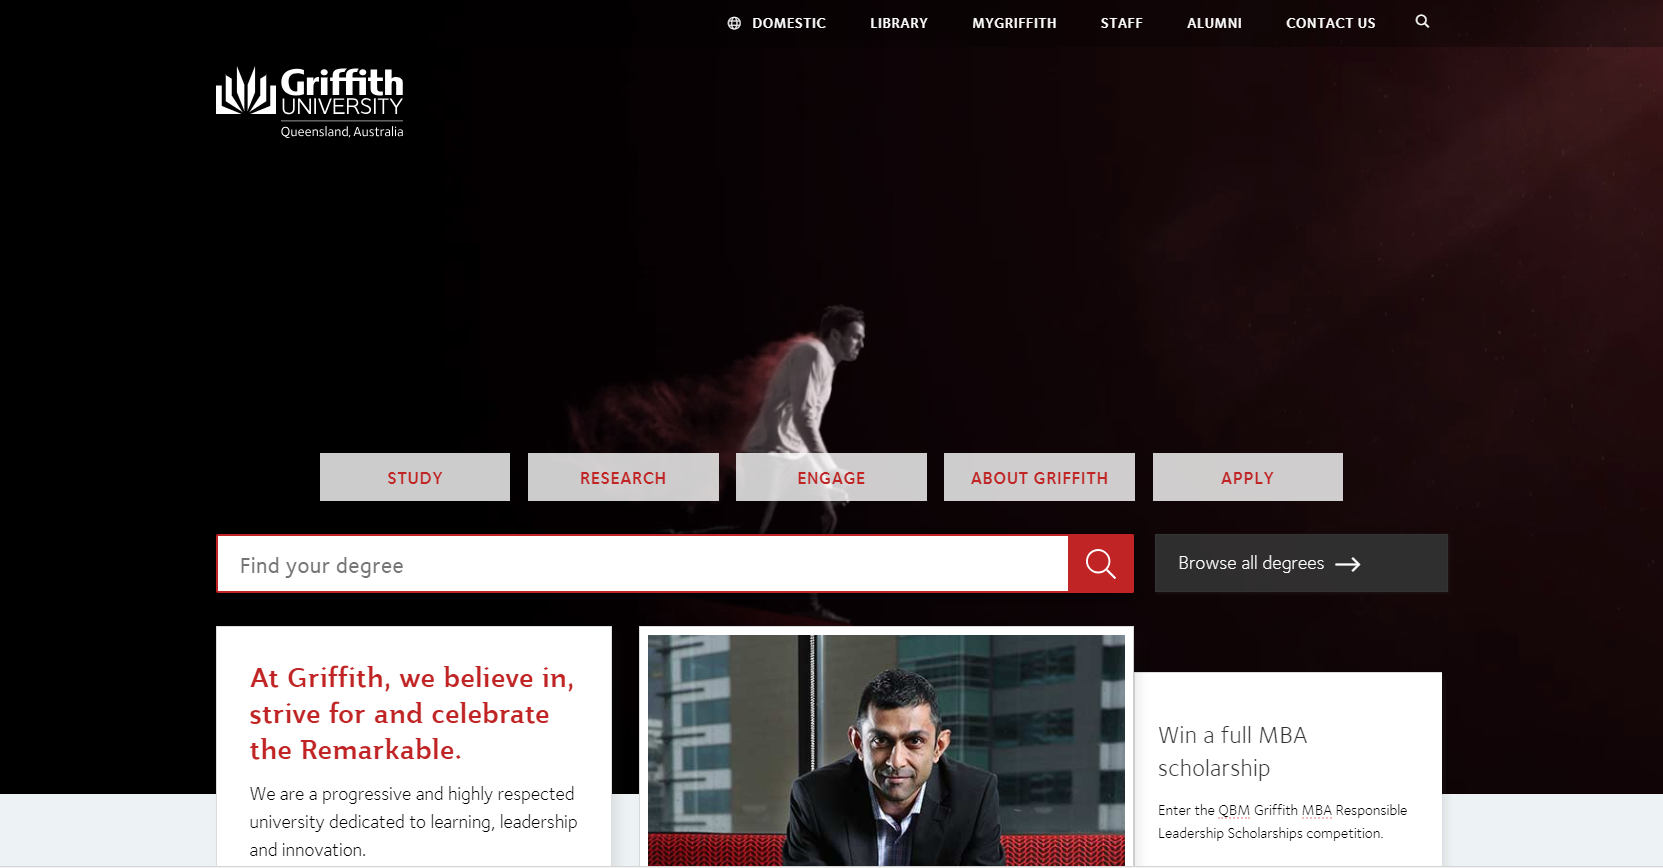 DOMESTIC LIBRARY MYGRIFFITH STAFF ALUMNI CONTACT US
Griffith
UNIVERSITY
Queensland, Australia
STUDY RESEARCH ENGAGE ABOUT GRIFFITH APPLY
Find your degree
Browse all degrees
At Griffith, we believe in,
strive for and celebrate
the Remarkable.
We are a progressive and highly respected
university dedicated to learning, leadership
and innovation.
Win a full MBA
scholarship
Enter the QBM Griffith MBA Responsible
Leadership Scholarships competition.